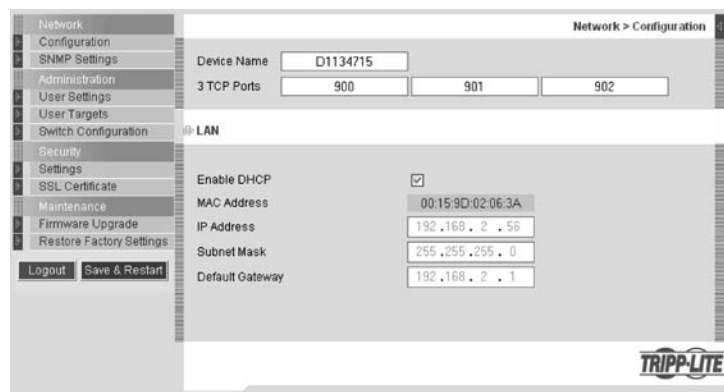 Network
Configuration
SNMP Settings
Administration
User Settings
User Targets
Switch Configuration
Security
Settings
SSL Certificate
Maintenance
Firmware Upgrade
Restore Factory Settings
Logout Save & Restart
Network > Configuration
Device Name D1134715
3 TCP Ports 900 901 902
LAN
Enable DHCP
MAC Address 00:15:9D:02:06:3A
IP Address 192.168. 2 . 56
Subnet Mask 255.255.255. 0
Default Gateway 192.168. 2 . 1
TRIPP·LITE